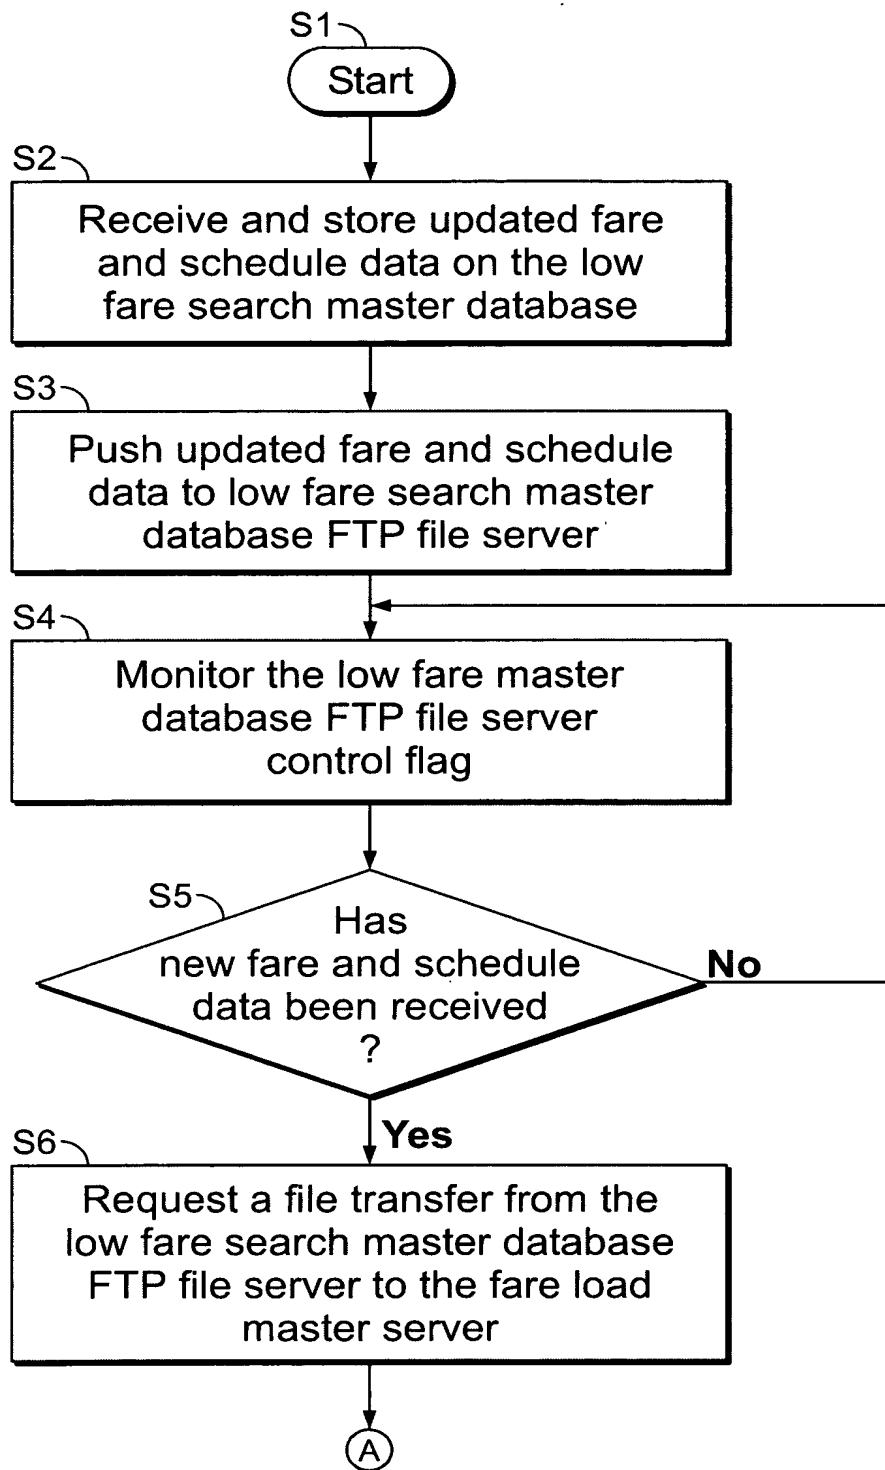 S1
Start
S2
Receive and store updated fare
and schedule data on the low
fare search master database
S3
Push updated fare and schedule
data to low fare search master
database FTP file server
S4
Monitor the low fare master
database FTP file server
control flag
S5
Has
new fare and schedule
data been received
?
No
Yes
S6
Request a file transfer from the
low fare search master database
FTP file server to the fare load
master server
A